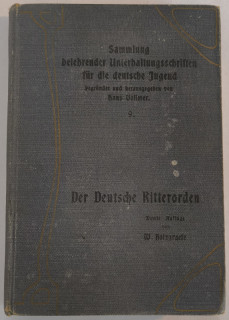 Sammlung
belehrender Unterhaltungsschriften
für die deutsche Jugend
begründet und herausgegeben von
Hans Vollmer.
9.
Der Deutsche Ritterorden
Auflage
von
W